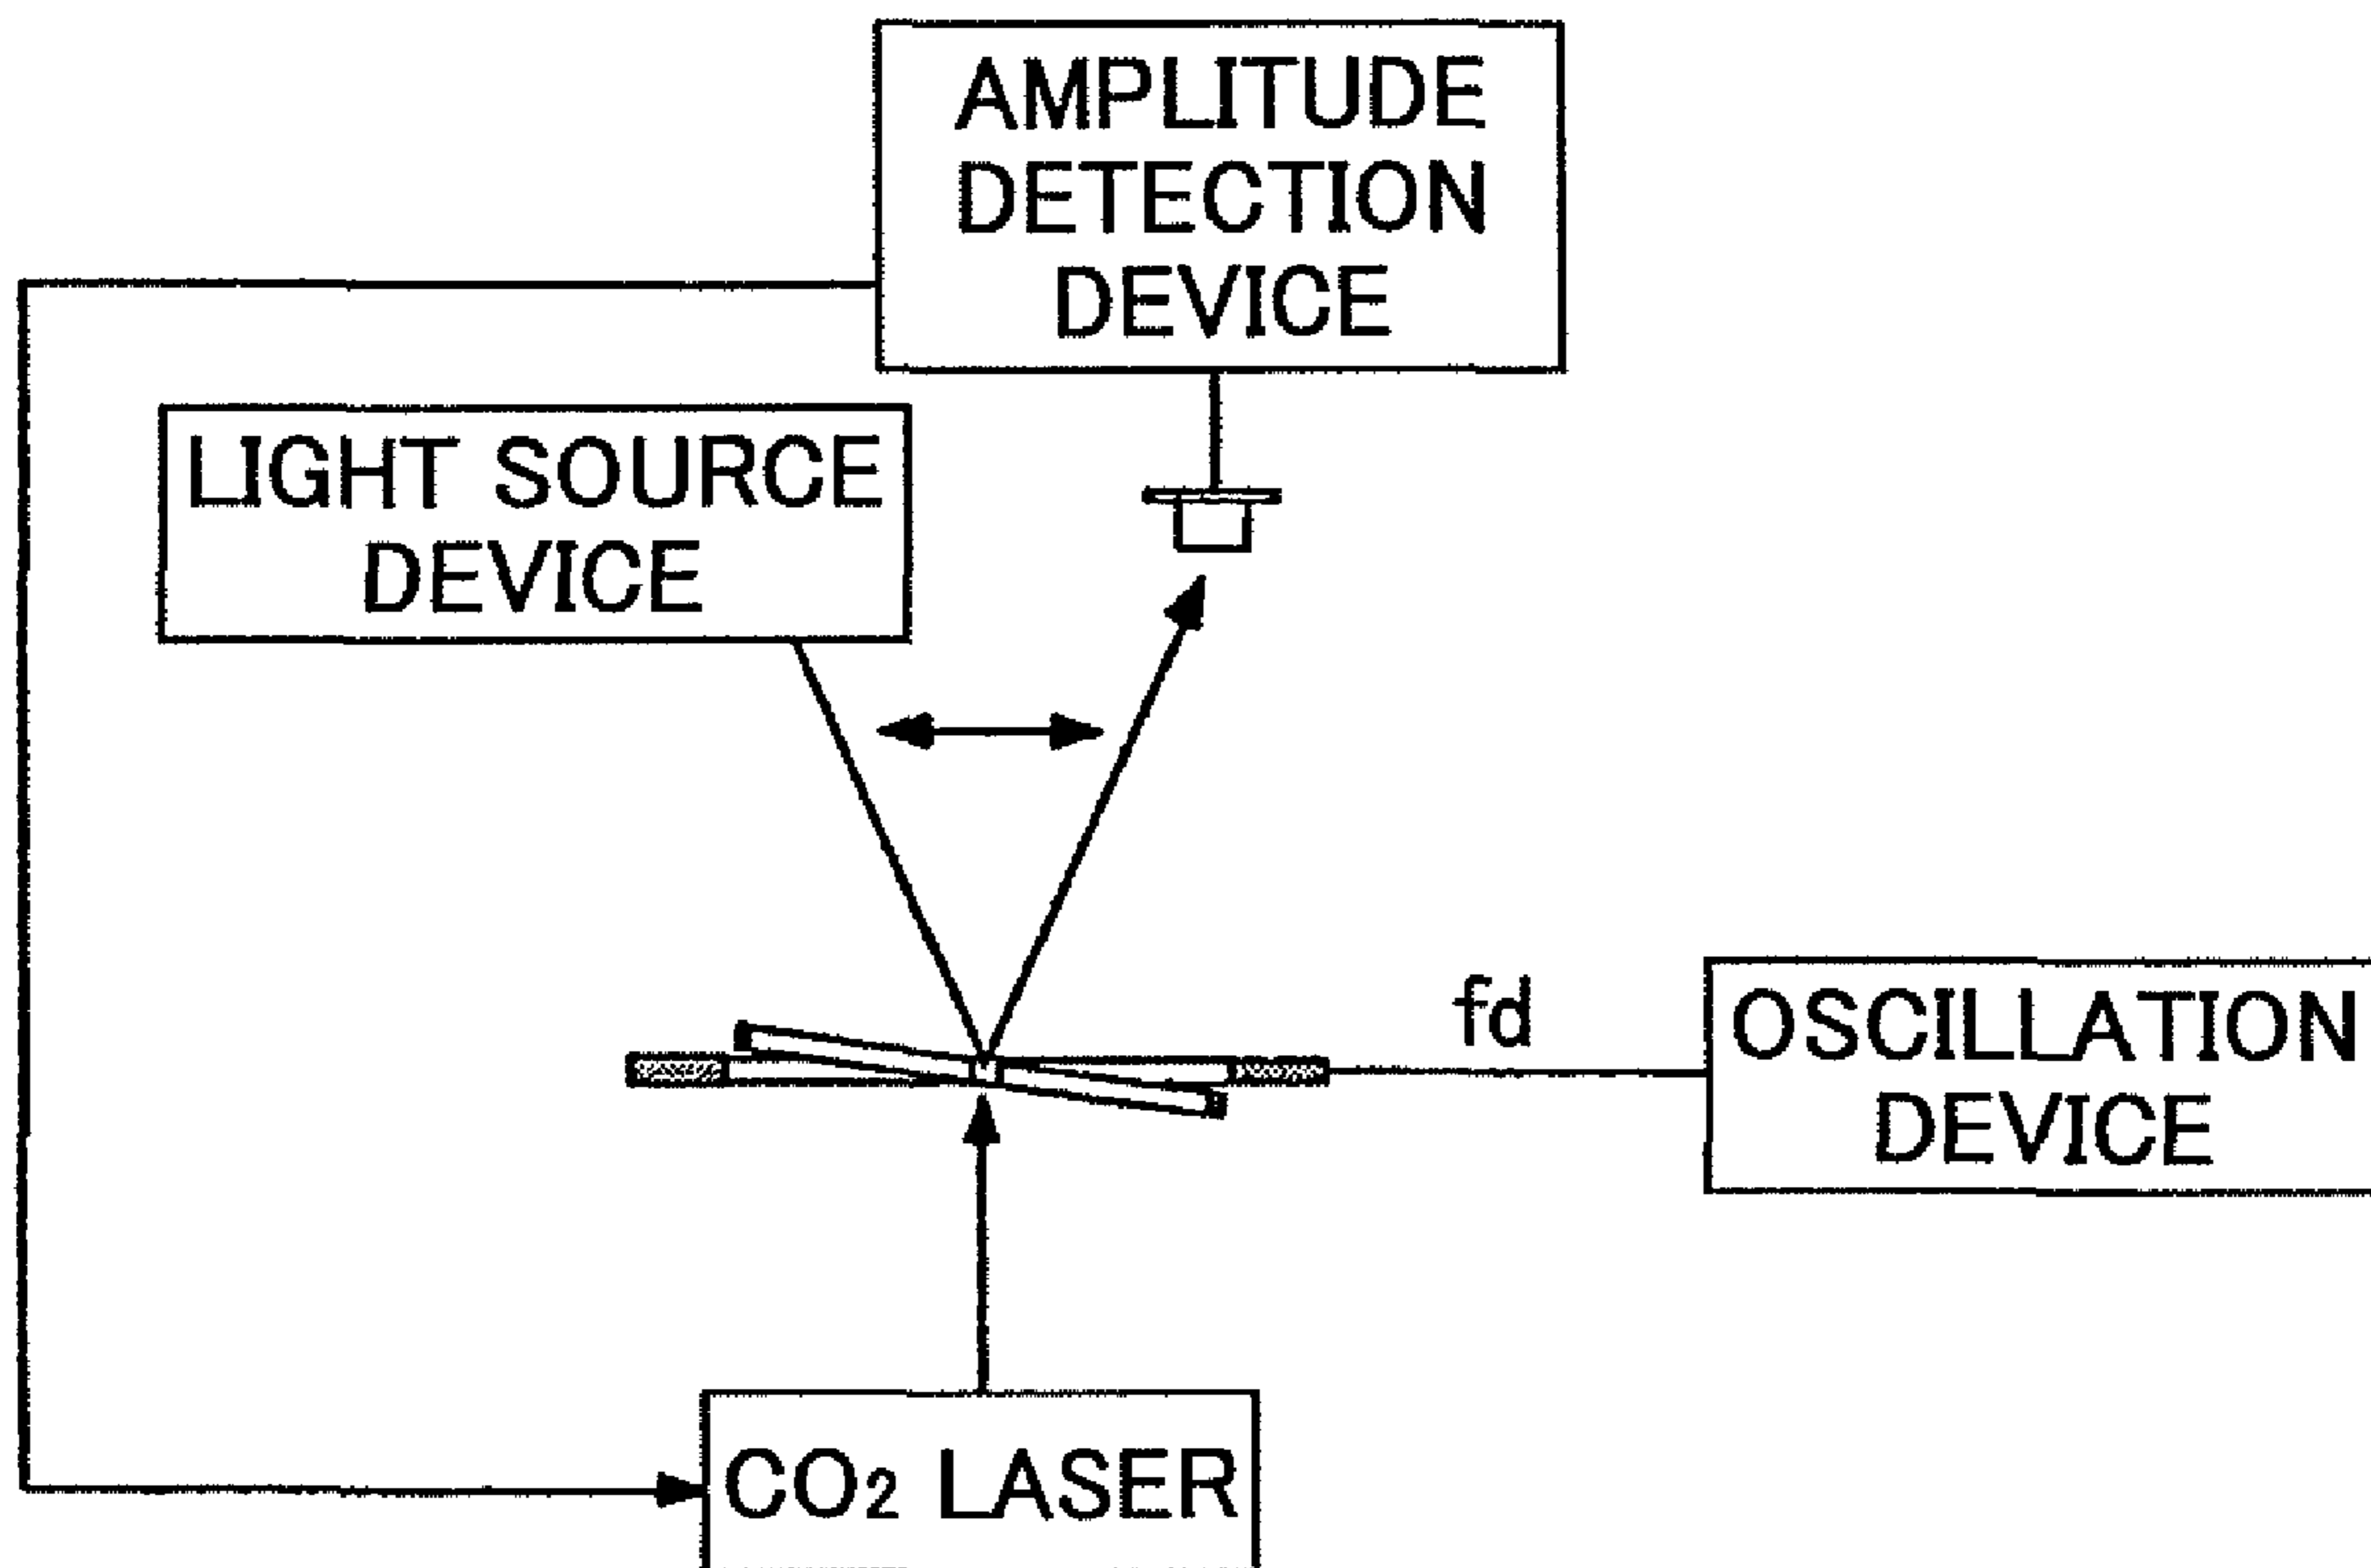 AMPLITUDE
DETECTION
DEVICE
LIGHT SOURCE
DEVICE
fd
OSCILLATION
DEVICE
CO₂ LASER